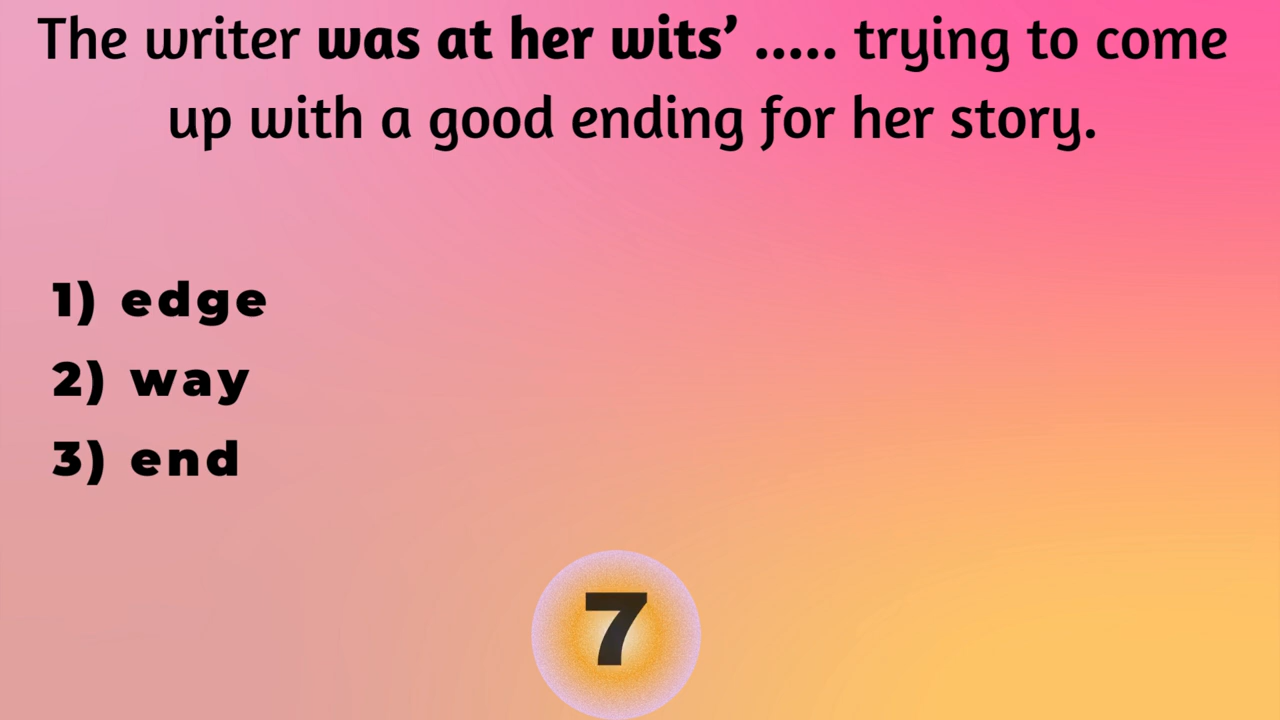 The writer was at her wits’ ..... trying to come
up with a good ending for her story.
1) edge
2) way
3) end
7